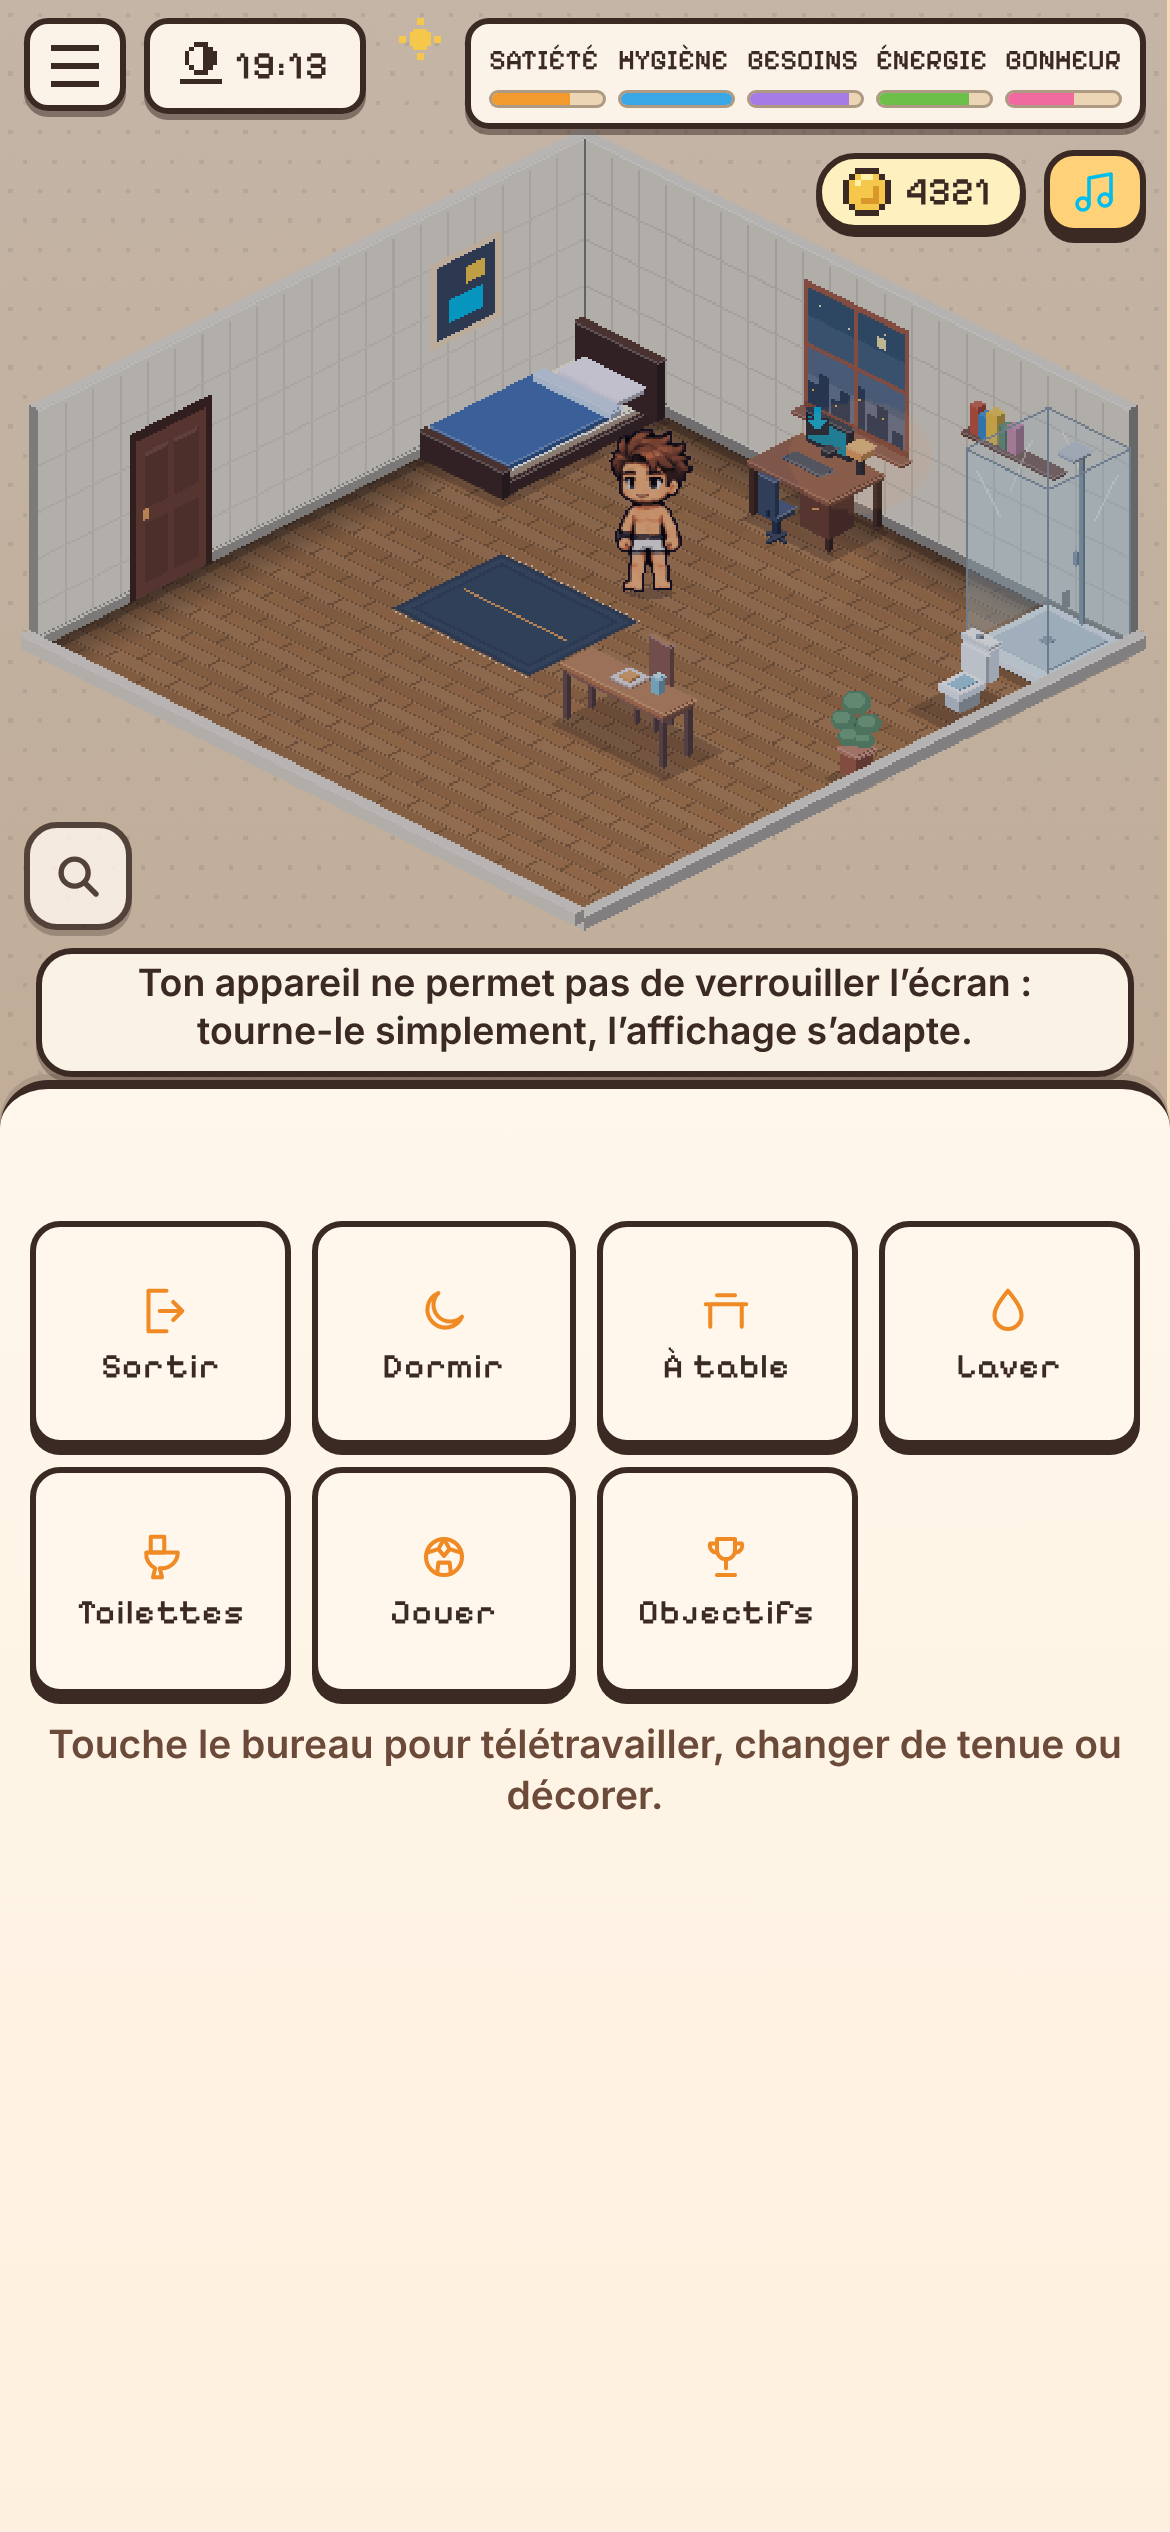 19:13
SATIÉTÉ HYGIÈNE BESOINS ÉNERGIE BONHEUR
4321
Ton appareil ne permet pas de verrouiller l’écran :
tourne-le simplement, l’affichage s’adapte.
Sortir
Dormir
À table
Laver
Toilettes
Jouer
Objectifs
Touche le bureau pour télétravailler, changer de tenue ou
décorer.